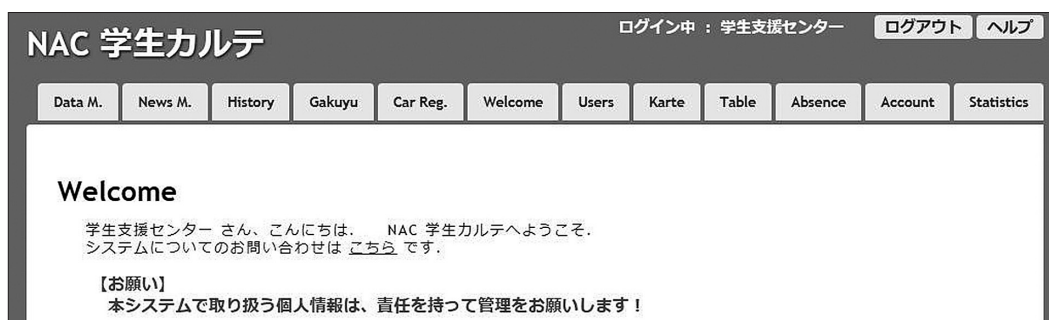 NAC 学生カルテ
ログイン中 : 学生支援センター ログアウト ヘルプ
Data M. News M. History Gakuyu Car Reg. Welcome Users Karte Table Absence Account Statistics
Welcome
学生支援センター さん、こんにちは. NAC 学生カルテへようこそ.
システムについてのお問い合わせは こちら です.
【お願い】
本システムで取り扱う個人情報は、責任を持って管理をお願いします！